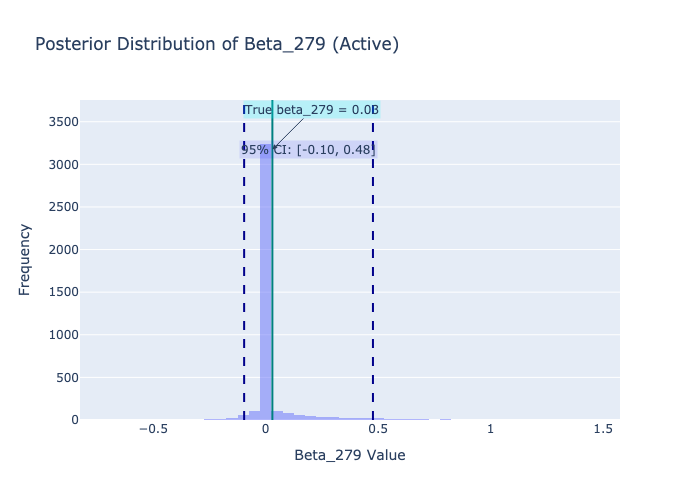 Posterior Distribution of Beta_279 (Active)
True beta_279 = 0.03
95% CI: [-0.10, 0.48]
3500
3000
2500
2000
1500
1000
500
0
−0.5
0
0.5
1
1.5
Frequency
Beta_279 Value